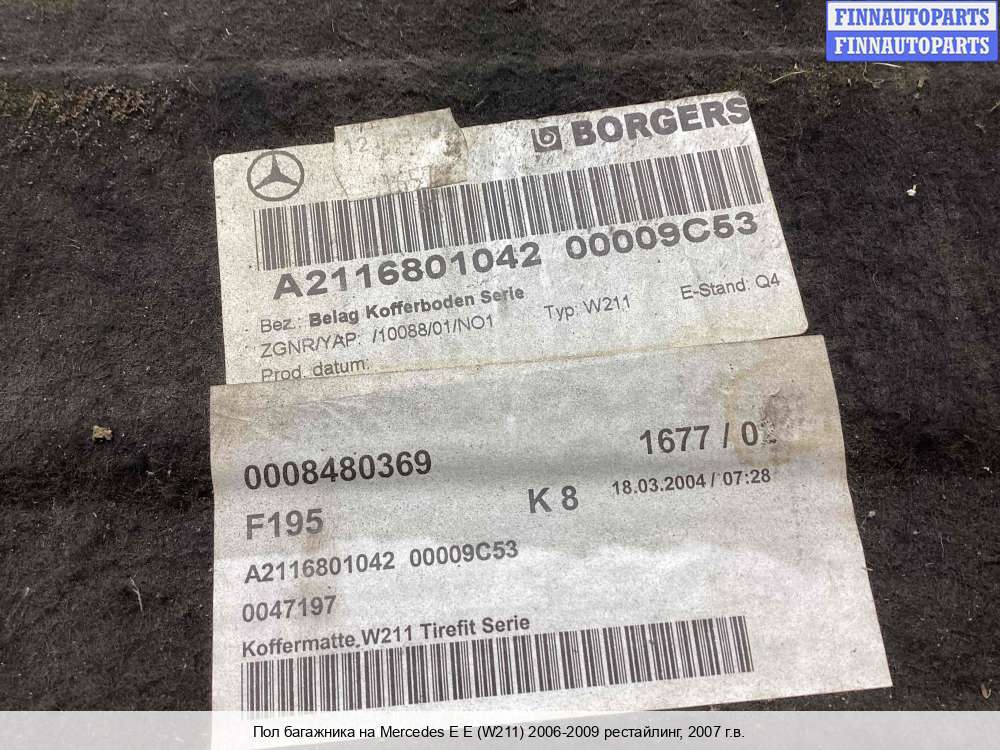 FINNAUTOPARTS
FINNAUTOPARTS
BORGERS
A2116801042 00009C53
Bez.: Belag Kofferboden Serie
ZGNR/YAP: /10088/01/NO1 Typ: W211 E-Stand: Q4
Prod. datum:
0008480369 1677 / 0
F195 K 8 18.03.2004 / 07:28
A2116801042 00009C53
0047197
Koffermatte W211 Tirefit Serie
Пол багажника на Mercedes E E (W211) 2006-2009 рестайлинг, 2007 г.в.